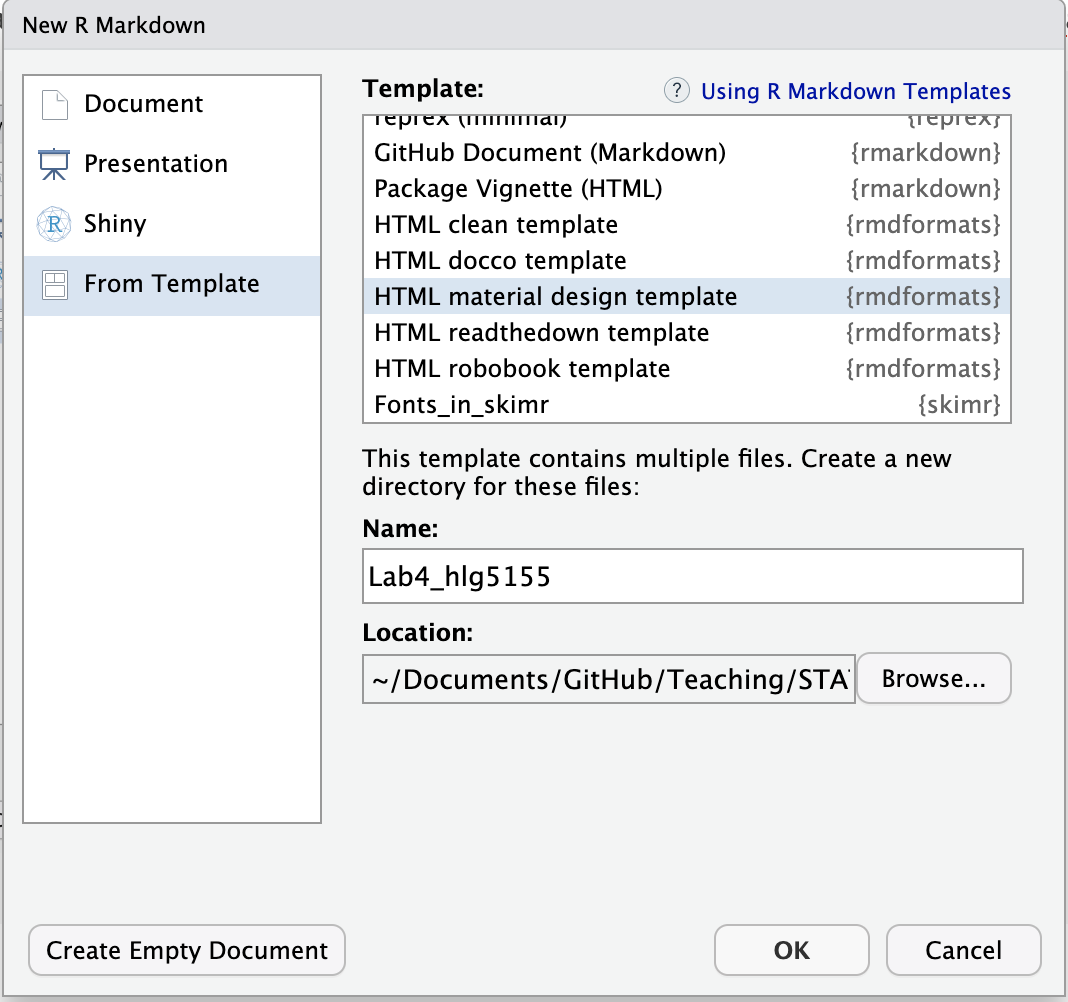 New R Markdown
Document
Presentation
Shiny
From Template
Template:
? Using R Markdown Templates
reprex (minimal) {reprex}
GitHub Document (Markdown) {rmarkdown}
Package Vignette (HTML) {rmarkdown}
HTML clean template {rmdformats}
HTML docco template {rmdformats}
HTML material design template {rmdformats}
HTML readthedown template {rmdformats}
HTML robobook template {rmdformats}
Fonts_in_skimr {skimr}
This template contains multiple files. Create a new
directory for these files:
Name:
Lab4_hlg5155
Location:
~/Documents/GitHub/Teaching/STA
Browse...
Create Empty Document
OK
Cancel